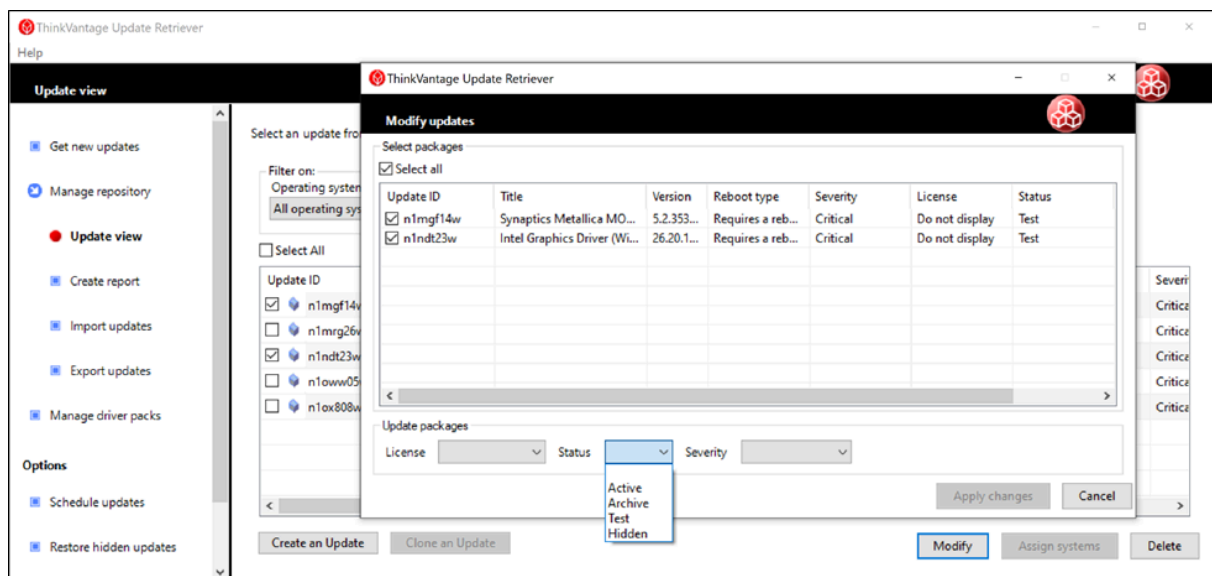 ThinkVantage Update Retriever
Help
Update view
Get new updates
Manage repository
Update view
Create report
Import updates
Export updates
Manage driver packs
Options
Schedule updates
Restore hidden updates
Select an update fro
Filter on:
Operating system
All operating sys
Select All
Update ID
n1mgf14w
n1mrg26w
n1ndt23w
n1oww05
n1ox808w
Severit
Critica
Critica
Critica
Critica
Critica
Create an Update Clone an Update Modify Assign systems Delete
ThinkVantage Update Retriever
Modify updates
Select packages
Select all
Update ID Title Version Reboot type Severity License Status
n1mgf14w Synaptics Metallica MO... 5.2.353... Requires a reb... Critical Do not display Test
n1ndt23w Intel Graphics Driver (Wi... 26.20.1... Requires a reb... Critical Do not display Test
Update packages
License Status Severity
Active
Archive
Test
Hidden
Apply changes Cancel